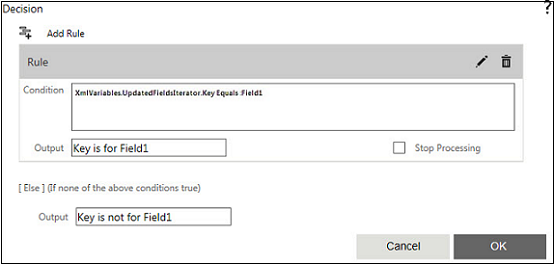 Decision
?
Add Rule
Rule
Condition
XmlVariables.UpdatedFieldsIterator.Key Equals :Field1
Output
Key is for Field1
Stop Processing
[ Else ] (If none of the above conditions true)
Output
Key is not for Field1
Cancel
OK